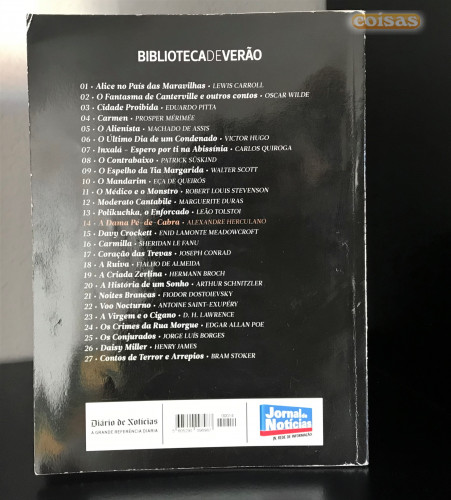 coisas
BIBLIOTECADEVERÃO
01 • Alice no País das Maravilhas • LEWIS CARROLL
02 • O Fantasma de Canterville e outros contos • OSCAR WILDE
03 • Cidade Proibida • EDUARDO PITTA
04 • Carmen • PROSPER MÉRIMÉE
05 • O Alienista • MACHADO DE ASSIS
06 • O Último Dia de um Condenado • VICTOR HUGO
07 • Inxalá – Espero por ti na Abissínia • CARLOS QUIROGA
08 • O Contrabaixo • PATRICK SÜSKIND
09 • O Espelho da Tia Margarida • WALTER SCOTT
10 • O Mandarim • EÇA DE QUEIRÓS
11 • O Médico e o Monstro • ROBERT LOUIS STEVENSON
12 • Moderato Cantabile • MARGUERITE DURAS
13 • Polikuchka, o Enforcado • LEÃO TOLSTOI
14 • A Dama Pé-de-Cabra • ALEXANDRE HERCULANO
15 • Davy Crockett • ENID LAMONTE MEADOWCROFT
16 • Carmilla • SHERIDAN LE FANU
17 • Coração das Trevas • JOSEPH CONRAD
18 • A Ruiva • FIALHO DE ALMEIDA
19 • A Criada Zerlina • HERMANN BROCH
20 • A História de um Sonho • ARTHUR SCHNITZLER
21 • Noites Brancas • FIODOR DOSTOIEVSKY
22 • Voo Nocturno • ANTOINE SAINT-EXUPÉRY
23 • A Virgem e o Cigano • D. H. LAWRENCE
24 • Os Crimes da Rua Morgue • EDGAR ALLAN POE
25 • Os Conjurados • JORGE LUÍS BORGES
26 • Daisy Miller • HENRY JAMES
27 • Contos de Terror e Arrepios • BRAM STOKER
Diário de Notícias
A GRANDE REFERÊNCIA DIÁRIA
Jornal de
Notícias